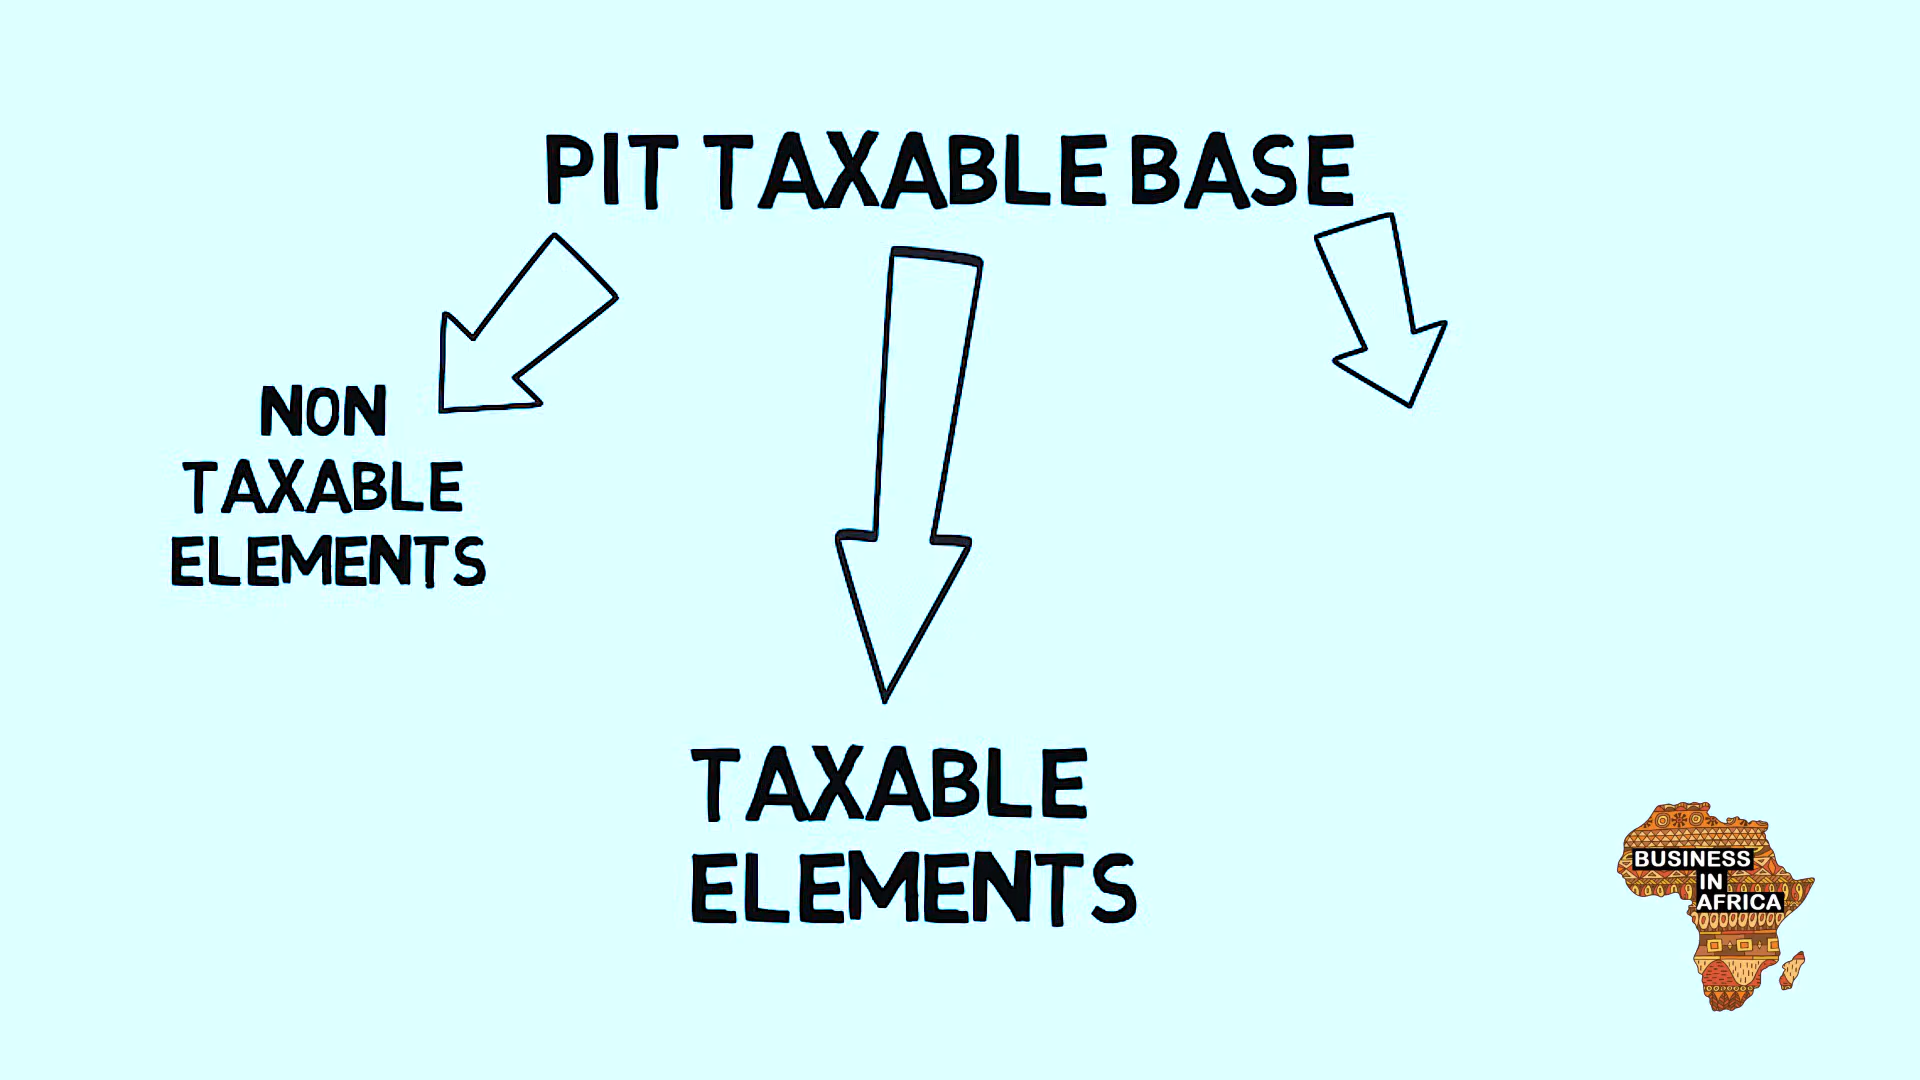 PIT TAXABLE BASE
NON
TAXABLE
ELEMENTS
TAXABLE
ELEMENTS
BUSINESS
IN
AFRICA